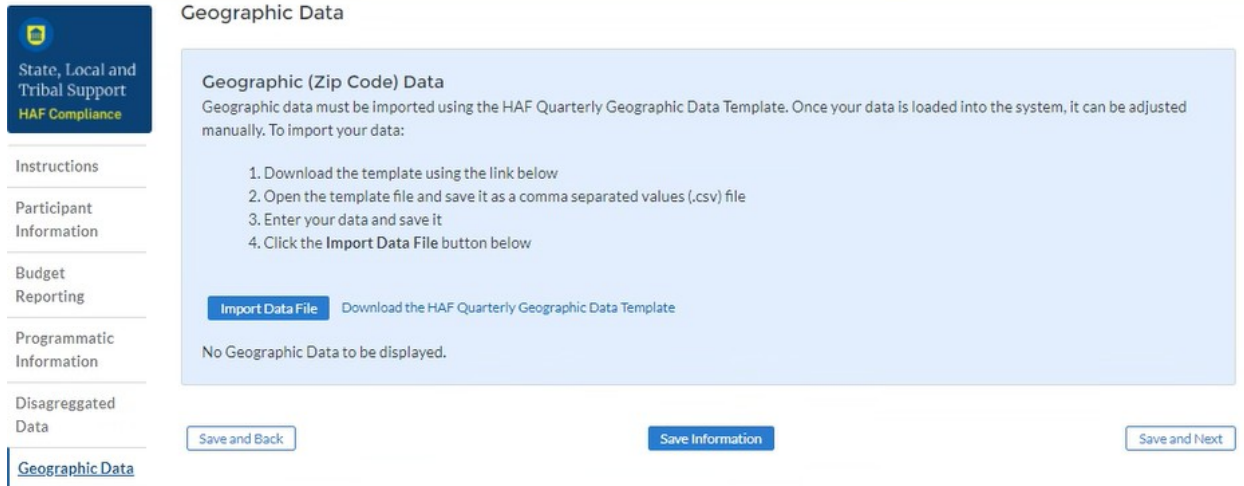 State, Local and
Tribal Support
HAF Compliance
Instructions
Participant
Information
Budget
Reporting
Programmatic
Information
Disagreggated
Data
Geographic Data
Geographic Data
Geographic (Zip Code) Data
Geographic data must be imported using the HAF Quarterly Geographic Data Template. Once your data is loaded into the system, it can be adjusted
manually. To import your data:
1. Download the template using the link below
2. Open the template file and save it as a comma separated values (.csv) file
3. Enter your data and save it
4. Click the Import Data File button below
Import Data File Download the HAF Quarterly Geographic Data Template
No Geographic Data to be displayed.
Save and Back Save Information Save and Next